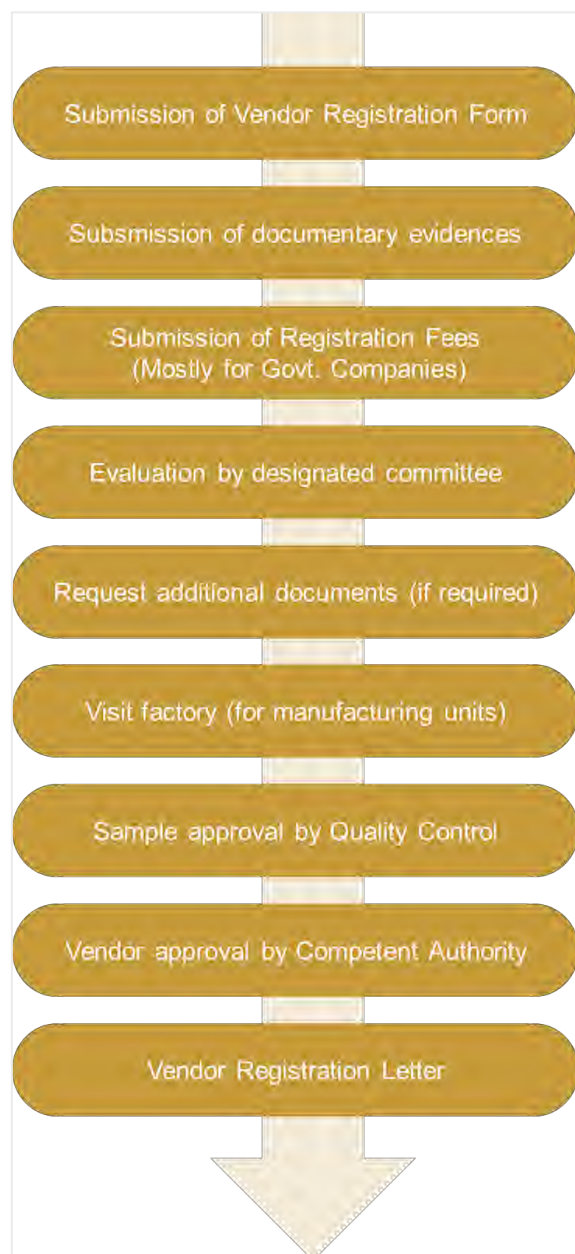 Submission of Vendor Registration Form
Subsmission of documentary evidences
Submission of Registration Fees
(Mostly for Govt. Companies)
Evaluation by designated committee
Request additional documents (if required)
Visit factory (for manufacturing units)
Sample approval by Quality Control
Vendor approval by Competent Authority
Vendor Registration Letter